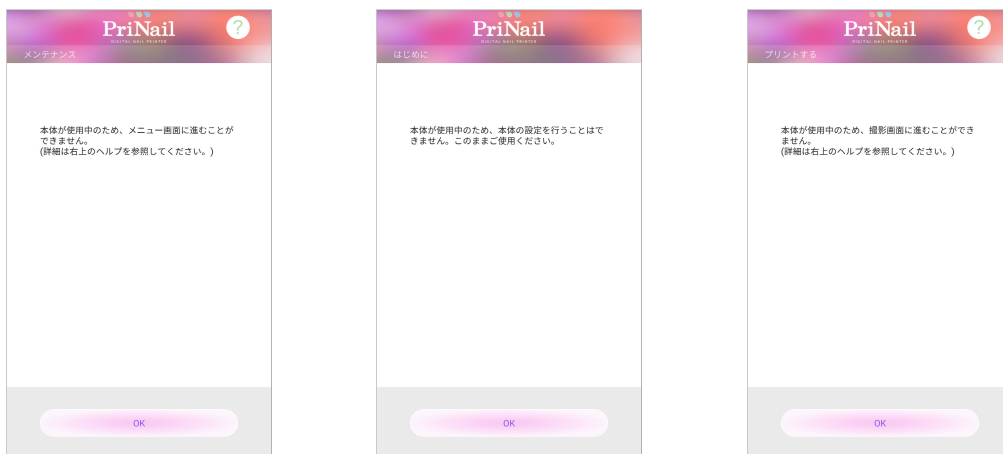 PriNail
DIGITAL NAIL PRINTER
?
メンテナンス
本体が使用中のため、メニュー画面に進むことが
できません。
(詳細は右上のヘルプを参照してください。)
OK
PriNail
DIGITAL NAIL PRINTER
はじめに
本体が使用中のため、本体の設定を行うことはで
きません。このままご使用ください。
OK
PriNail
DIGITAL NAIL PRINTER
?
プリントする
本体が使用中のため、撮影画面に進むことができ
ません。
(詳細は右上のヘルプを参照してください。)
OK